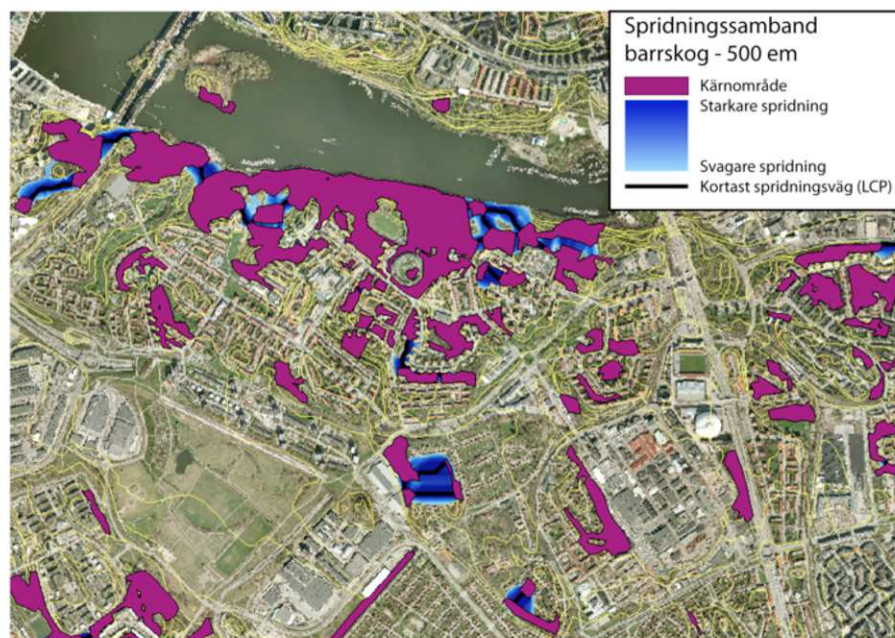 Spridningssamband
barrskog - 500 em
Kärnområde
Starkare spridning
Svagare spridning
Kortast spridningsväg (LCP)